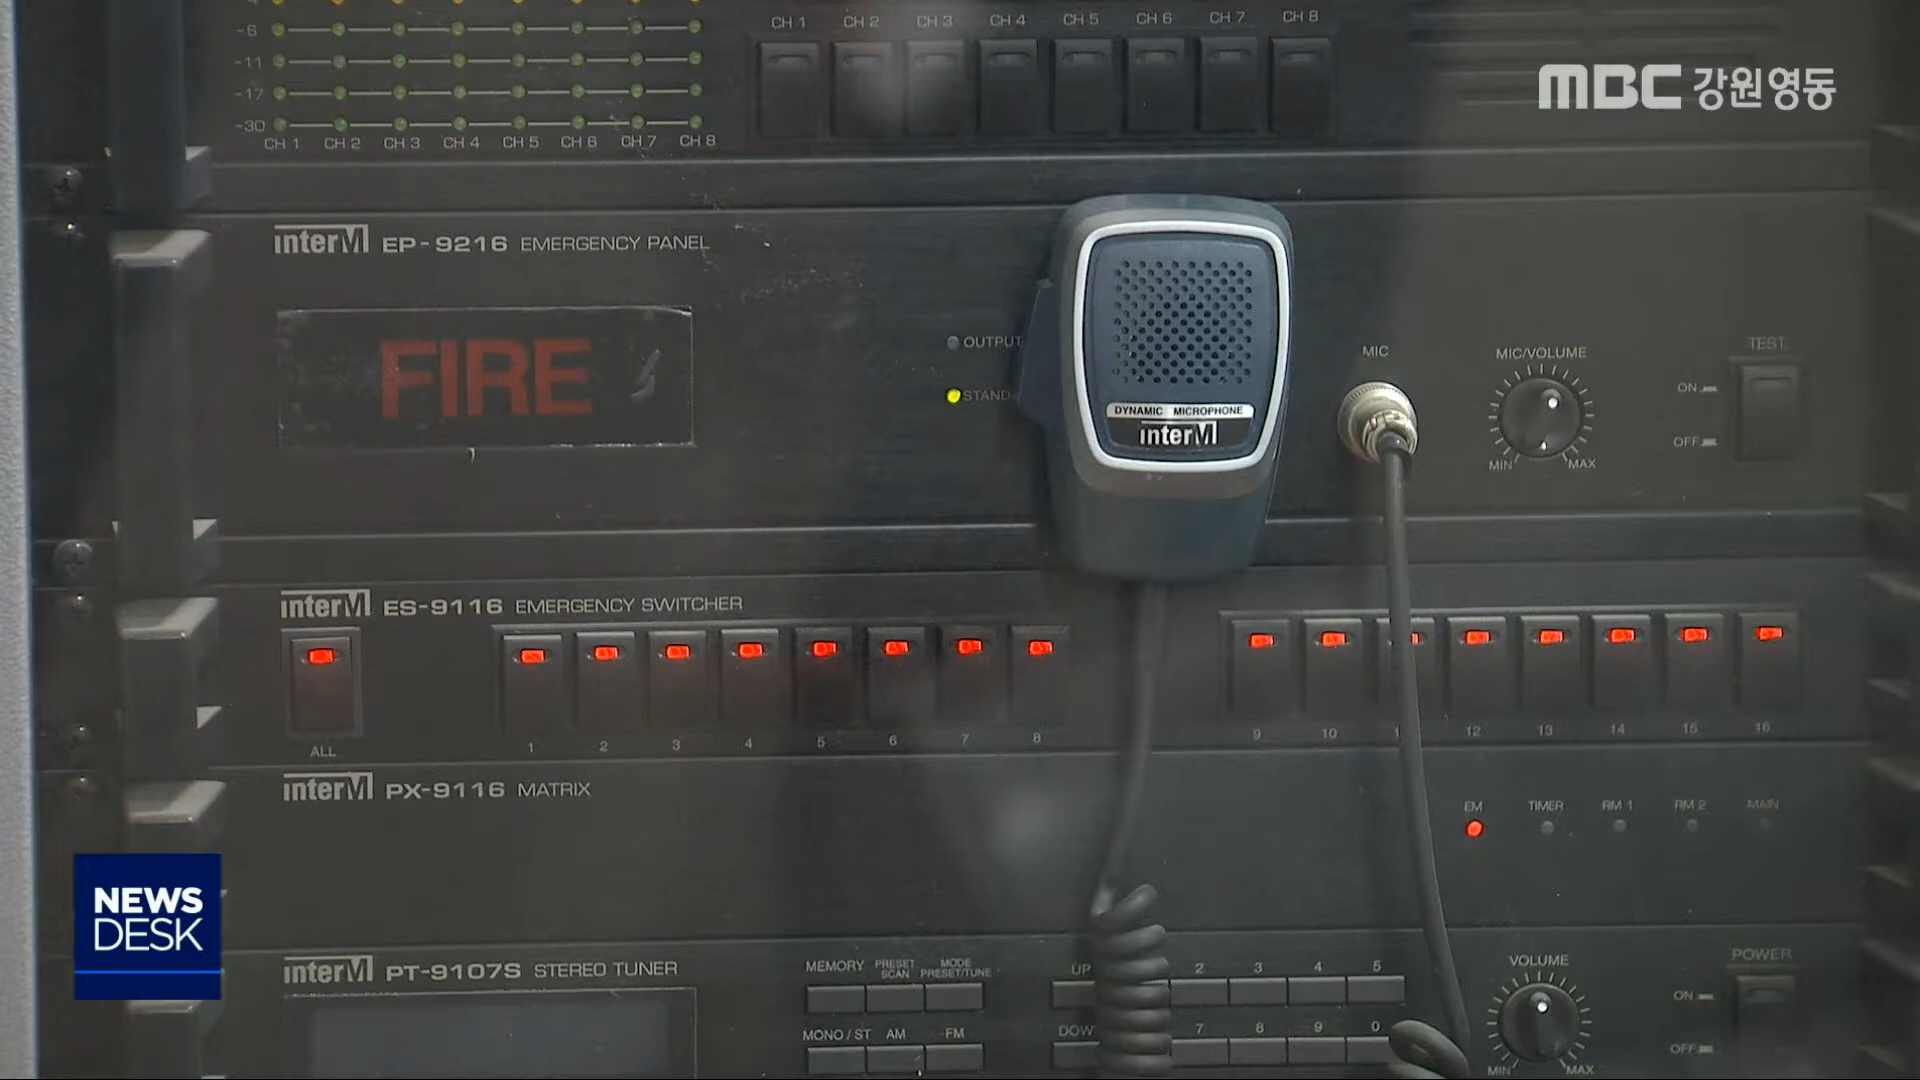 CH 1 CH 2 CH 3 CH 4 CH 5 CH 6 CH 7 CH 8
-6
-11
-17
-30
CH 1 CH 2 CH 3 CH 4 CH 5 CH 6 CH 7 CH 8
MBC 강원영동
interM EP-9216 EMERGENCY PANEL
FIRE
OUTPUT
STAND
DYNAMIC MICROPHONE
interM
MIC
MIC/VOLUME
MIN MAX
TEST
ON
OFF
interM ES-9116 EMERGENCY SWITCHER
ALL 1 2 3 4 5 6 7 8 9 10 1 12 13 14 15 16
interM PX-9116 MATRIX
EM TIMER RM 1 RM 2 MAIN
NEWS
DESK
interM PT-9107S STEREO TUNER
MEMORY PRESET SCAN MODE PRESET/TUNE
UP 2 3 4 5
MONO / ST AM FM
DOW 7 8 9 0
VOLUME
MIN MAX
POWER
ON
OFF